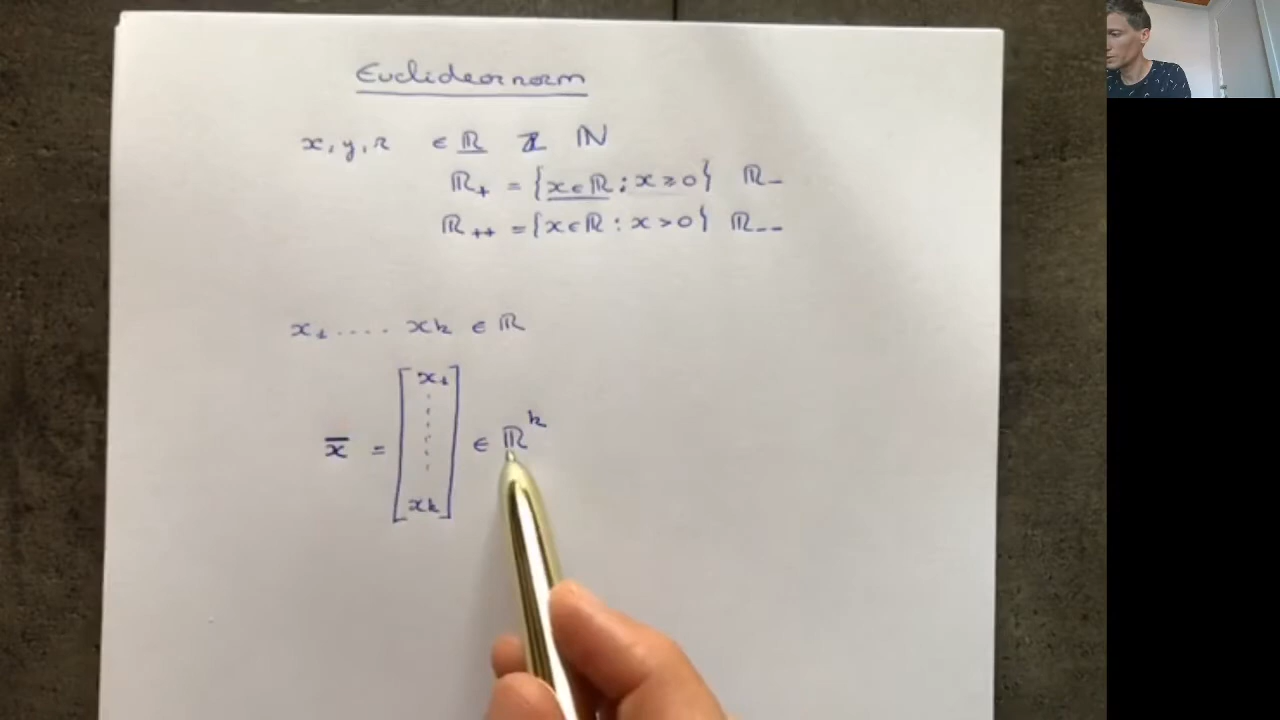 Euclidean norm
x, y, z ∈ ℝ ℤ ℕ
ℝ₊ = {x ∈ ℝ : x ≥ 0} ℝ₋
ℝ₊₊ = {x ∈ ℝ : x > 0} ℝ₋₋
x₁ .... xk ∈ ℝ
x̄ = [x₁ ⋮ xk] ∈ ℝᵏ